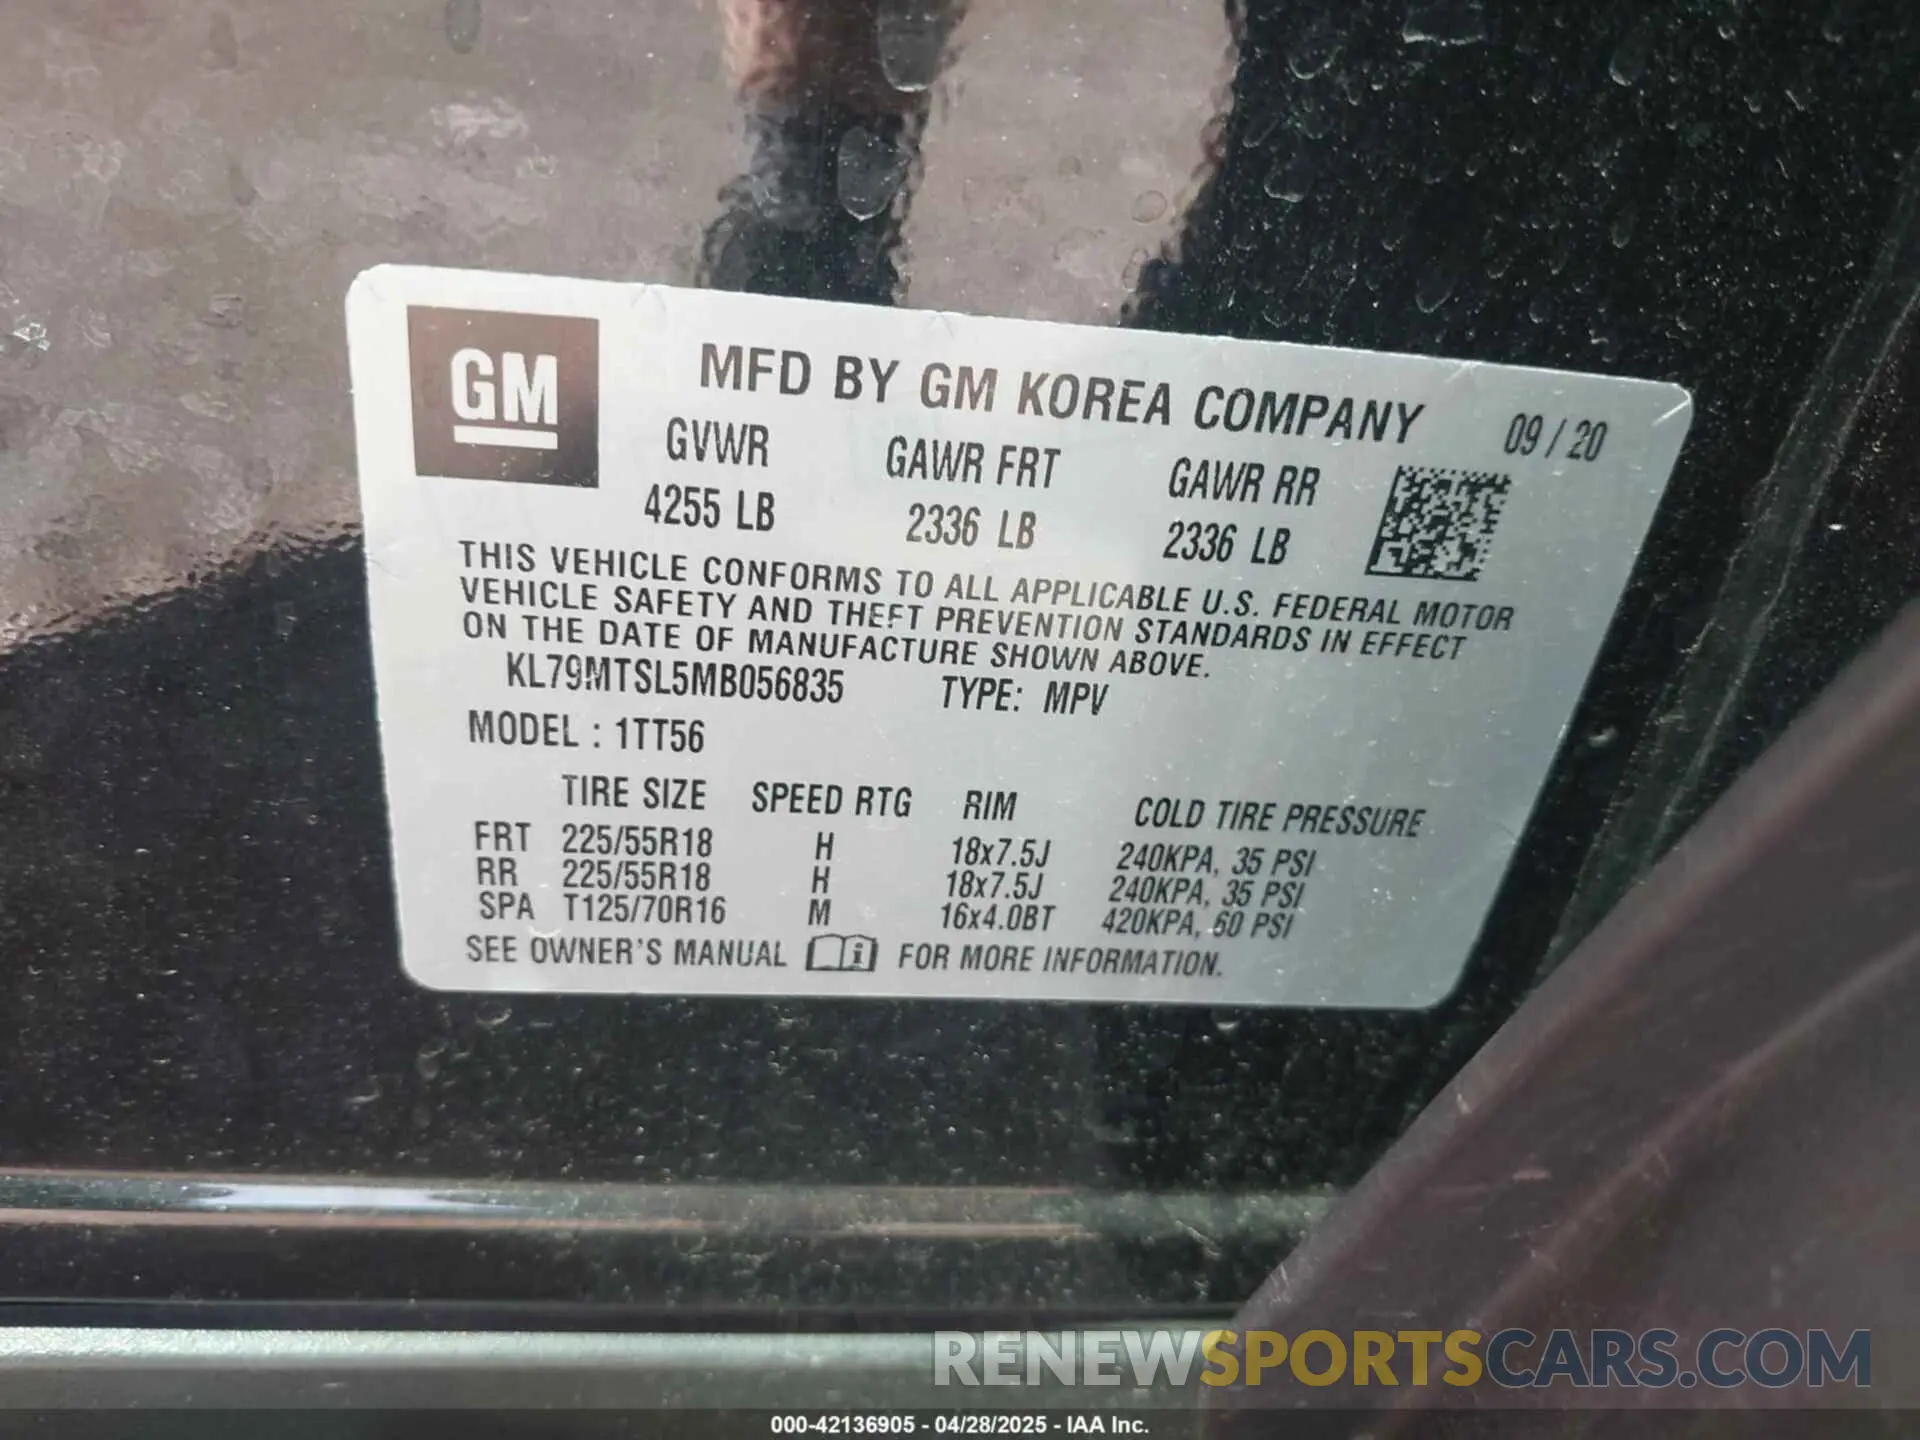 GM
MFD BY GM KOREA COMPANY 09 / 20
GVWR GAWR FRT GAWR RR
4255 LB 2336 LB 2336 LB
THIS VEHICLE CONFORMS TO ALL APPLICABLE U.S. FEDERAL MOTOR
VEHICLE SAFETY AND THEFT PREVENTION STANDARDS IN EFFECT
ON THE DATE OF MANUFACTURE SHOWN ABOVE.
KL79MTSL5MB056835 TYPE: MPV
MODEL : 1TT56
TIRE SIZE SPEED RTG RIM COLD TIRE PRESSURE
FRT 225/55R18 H 18x7.5J 240KPA, 35 PSI
RR 225/55R18 H 18x7.5J 240KPA, 35 PSI
SPA T125/70R16 M 16x4.0BT 420KPA, 60 PSI
SEE OWNER'S MANUAL FOR MORE INFORMATION.
RENEWSPORTSCARS.COM
000-42136905 - 04/28/2025 - IAA Inc.